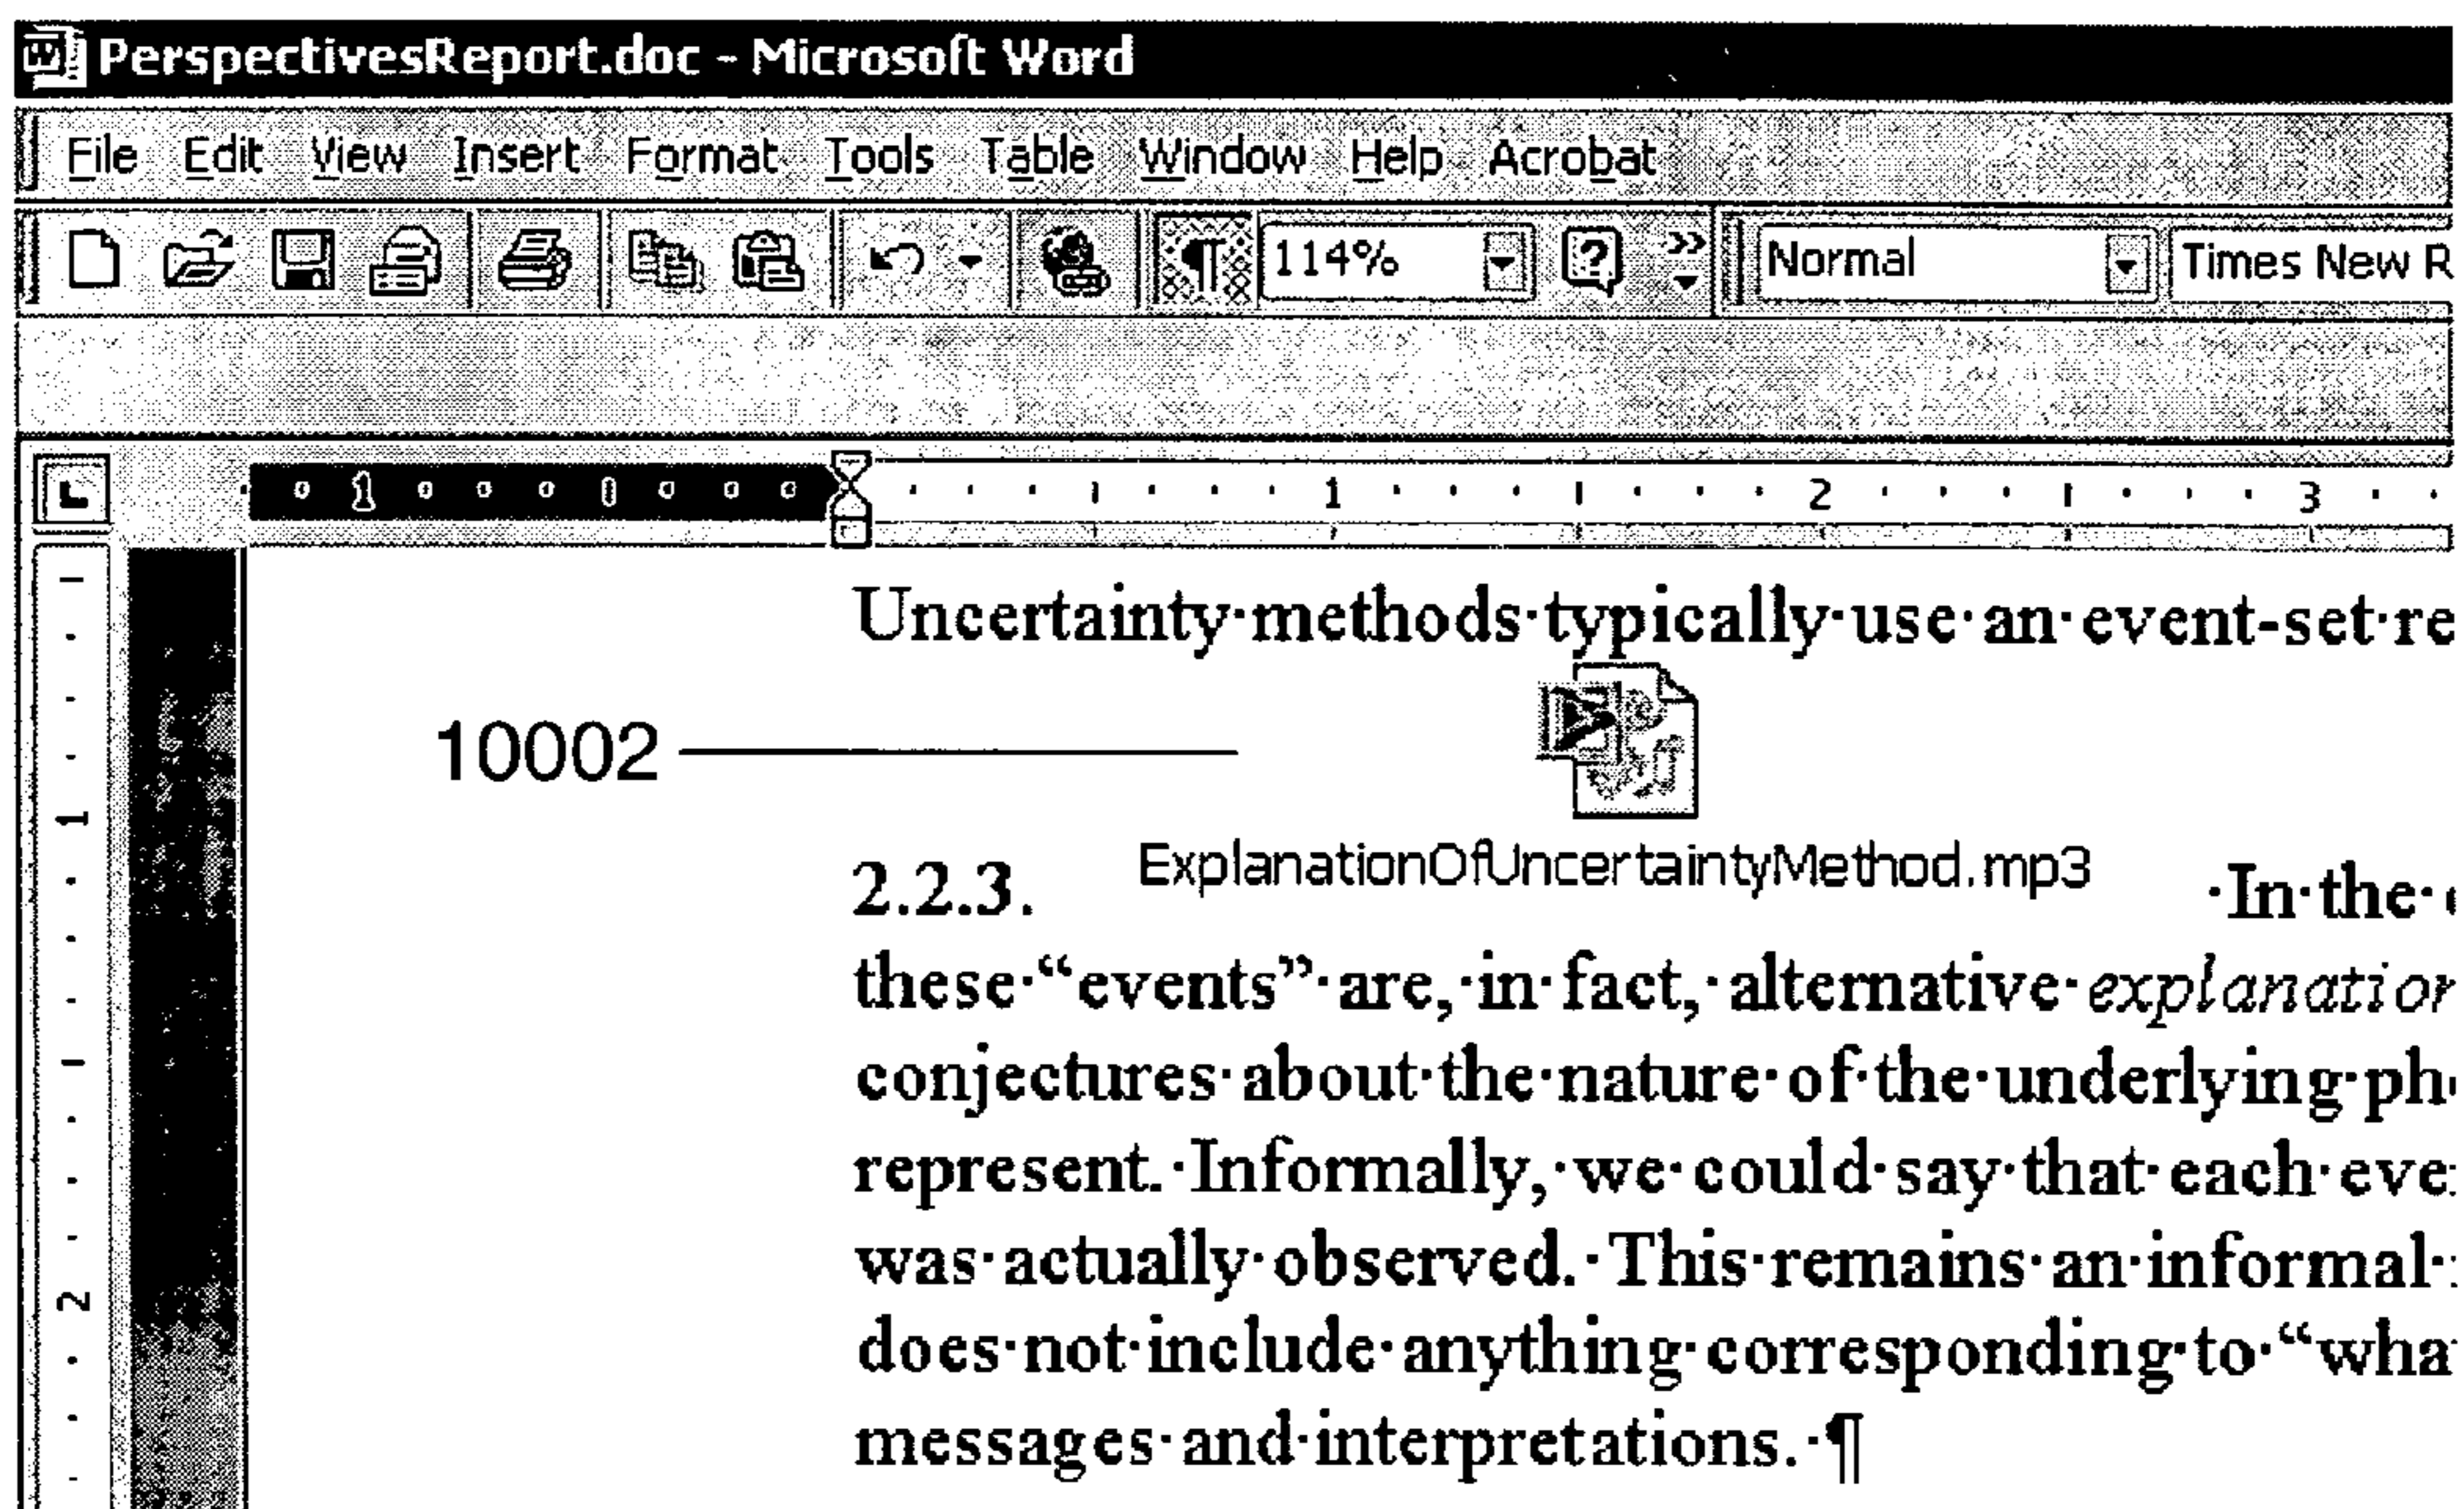 PerspectivesReport.doc - Microsoft Word
File Edit View Insert Format Tools Table Window Help Acrobat
114% Normal Times New R
1 1 2 3
Uncertainty·methods·typically·use·an·event-set·re
10002
1
2.2.3. ExplanationOfUncertaintyMethod.mp3 ·In·the·
these·“events”·are,·in·fact,·alternative·explanation
conjectures·about·the·nature·of·the·underlying·ph
represent.·Informally,·we·could·say·that·each·eve
was·actually·observed.·This·remains·an·informal·
2
does·not·include·anything·corresponding·to·“wha
messages·and·interpretations.·¶